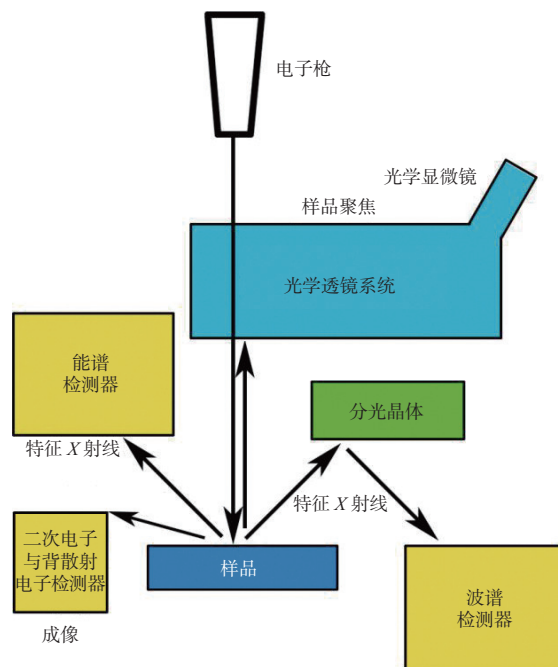 电子枪
光学显微镜
样品聚焦
光学透镜系统
能谱
检测器
分光晶体
特征 X 射线
特征 X 射线
二次电子
与背散射
电子检测器
样品
波谱
检测器
成像